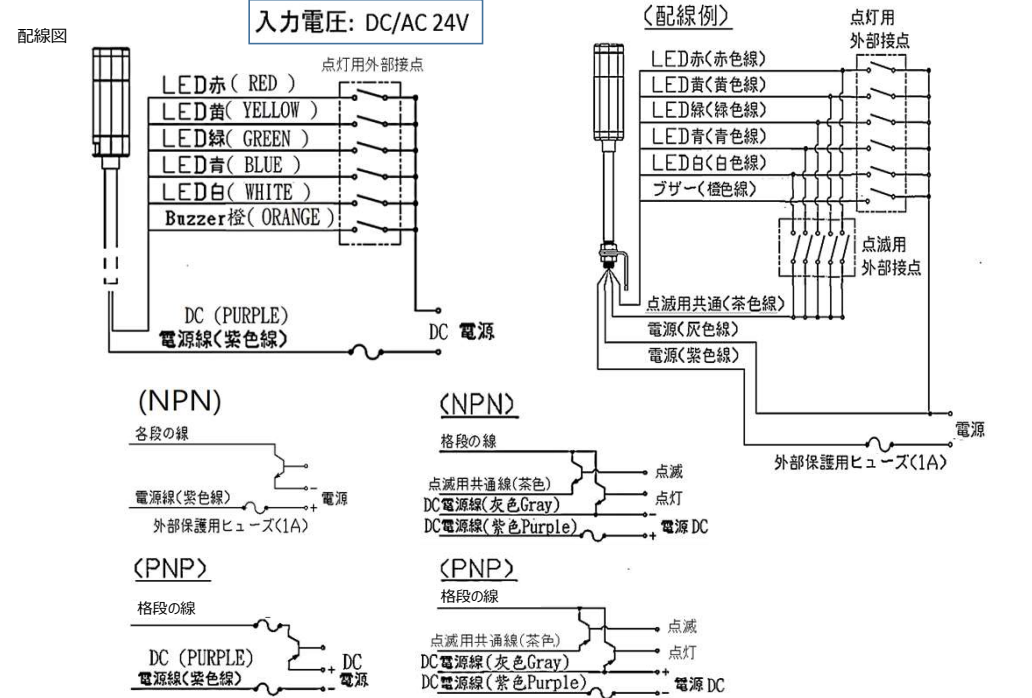 配線図
入力電圧: DC/AC 24V
点灯用外部接点
LED赤( RED )
LED黄( YELLOW )
LED緑( GREEN )
LED青( BLUE )
LED白( WHITE )
Buzzer橙( ORANGE )
DC (PURPLE)
電源線(紫色線)
DC 電源
(配線例)
点灯用
外部接点
LED赤(赤色線)
LED黄(黄色線)
LED緑(緑色線)
LED青(青色線)
LED白(白色線)
ブザー(橙色線)
点滅用
外部接点
点滅用共通(茶色線)
電源(灰色線)
電源(紫色線)
電源
外部保護用ヒューズ(1A)
(NPN)
各段の線
電源線(紫色線)
- 電源
+
外部保護用ヒューズ(1A)
(NPN)
格段の線
点滅
点滅用共通線(茶色)
点灯
DC電源線(灰色Gray)
-
DC電源線(紫色Purple)
+ 電源 DC
(PNP)
格段の線
DC (PURPLE)
電源線(紫色線)
+ DC
- 電源
(PNP)
格段の線
点滅
点滅用共通線(茶色)
点灯
DC電源線(灰色Gray)
+
DC電源線(紫色Purple)
- 電源 DC